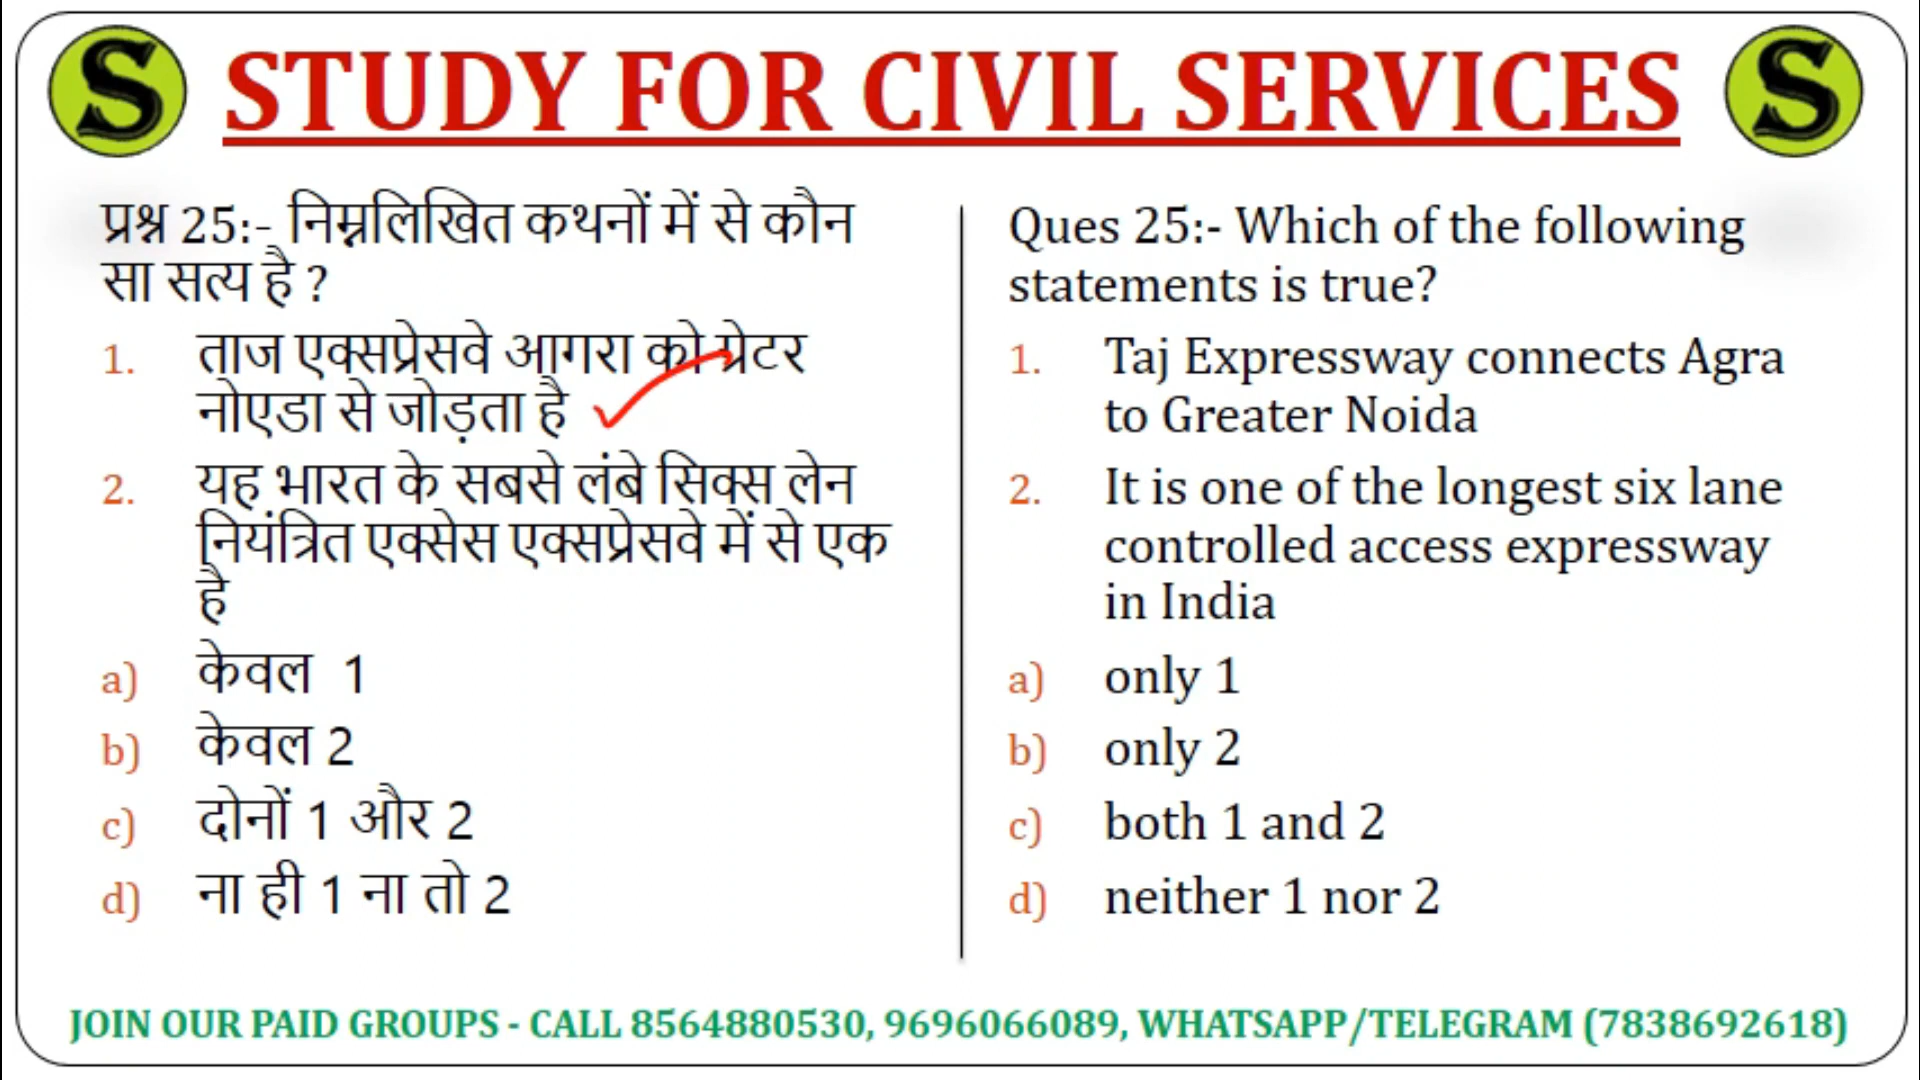 S STUDY FOR CIVIL SERVICES S
प्रश्न 25:- निम्नलिखित कथनों में से कौन
सा सत्य है ?
1. ताज एक्सप्रेसवे आगरा को ग्रेटर
नोएडा से जोड़ता है
2. यह भारत के सबसे लंबे सिक्स लेन
नियंत्रित एक्सेस एक्सप्रेसवे में से एक
है
a) केवल 1
b) केवल 2
c) दोनों 1 और 2
d) ना ही 1 ना तो 2
Ques 25:- Which of the following
statements is true?
1. Taj Expressway connects Agra
to Greater Noida
2. It is one of the longest six lane
controlled access expressway
in India
a) only 1
b) only 2
c) both 1 and 2
d) neither 1 nor 2
JOIN OUR PAID GROUPS - CALL 8564880530, 9696066089, WHATSAPP/TELEGRAM (7838692618)